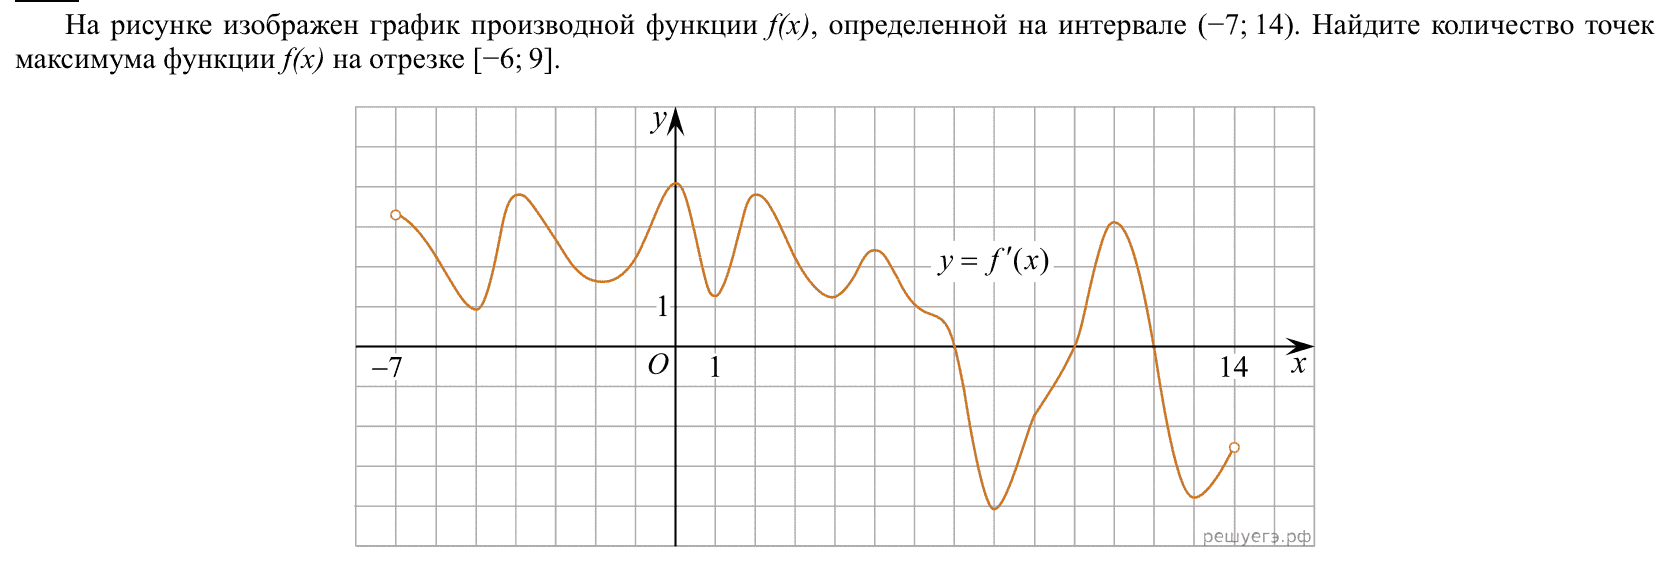 На рисунке изображен график производной функции f(x), определенной на интервале (−7; 14). Найдите количество точек
максимума функции f(x) на отрезке [−6; 9].
y
y = f′(x)
1
−7
O
1
14
x
решуегэ.рф